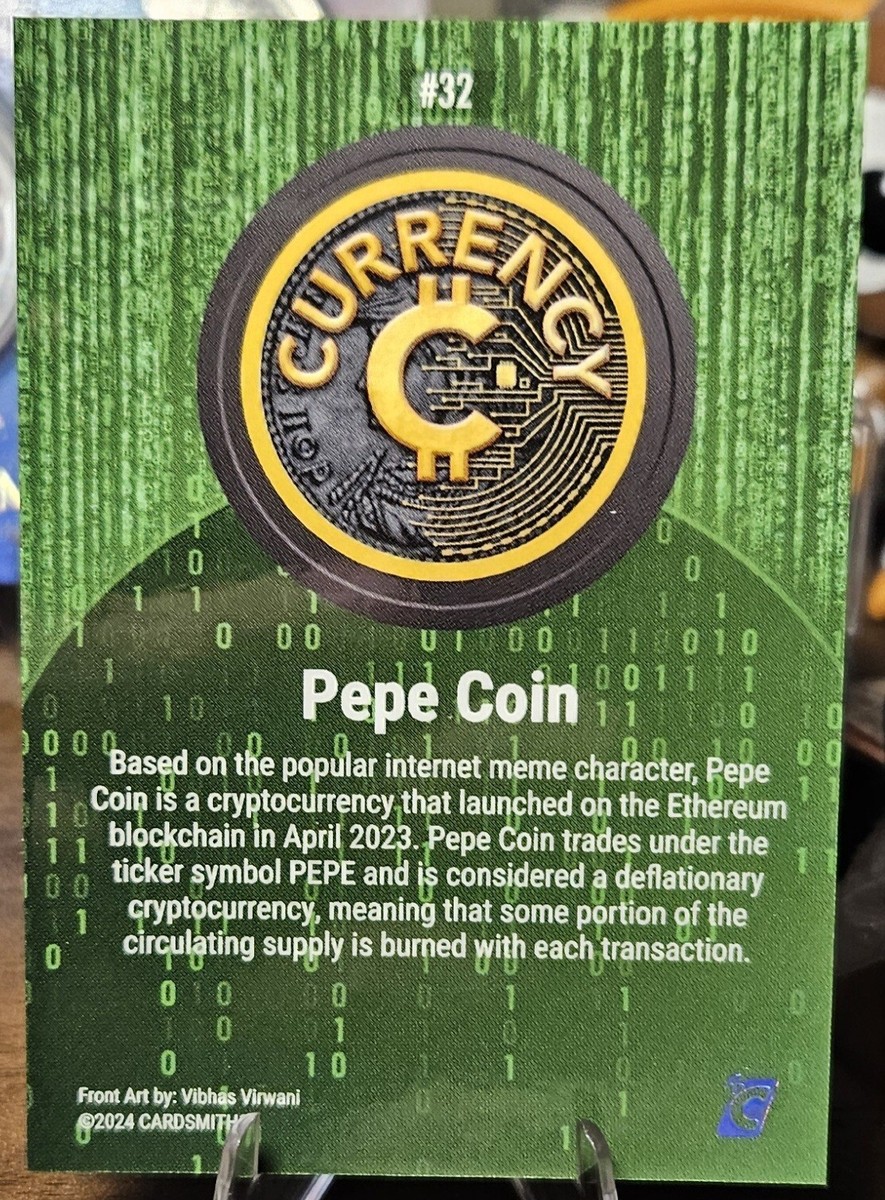 #32
CURRENCY
Pepe Coin
Based on the popular internet meme character, Pepe
Coin is a cryptocurrency that launched on the Ethereum
blockchain in April 2023. Pepe Coin trades under the
ticker symbol PEPE and is considered a deflationary
cryptocurrency, meaning that some portion of the
circulating supply is burned with each transaction.
Front Art by: Vibhas Virwani
©2024 CARDSMITH